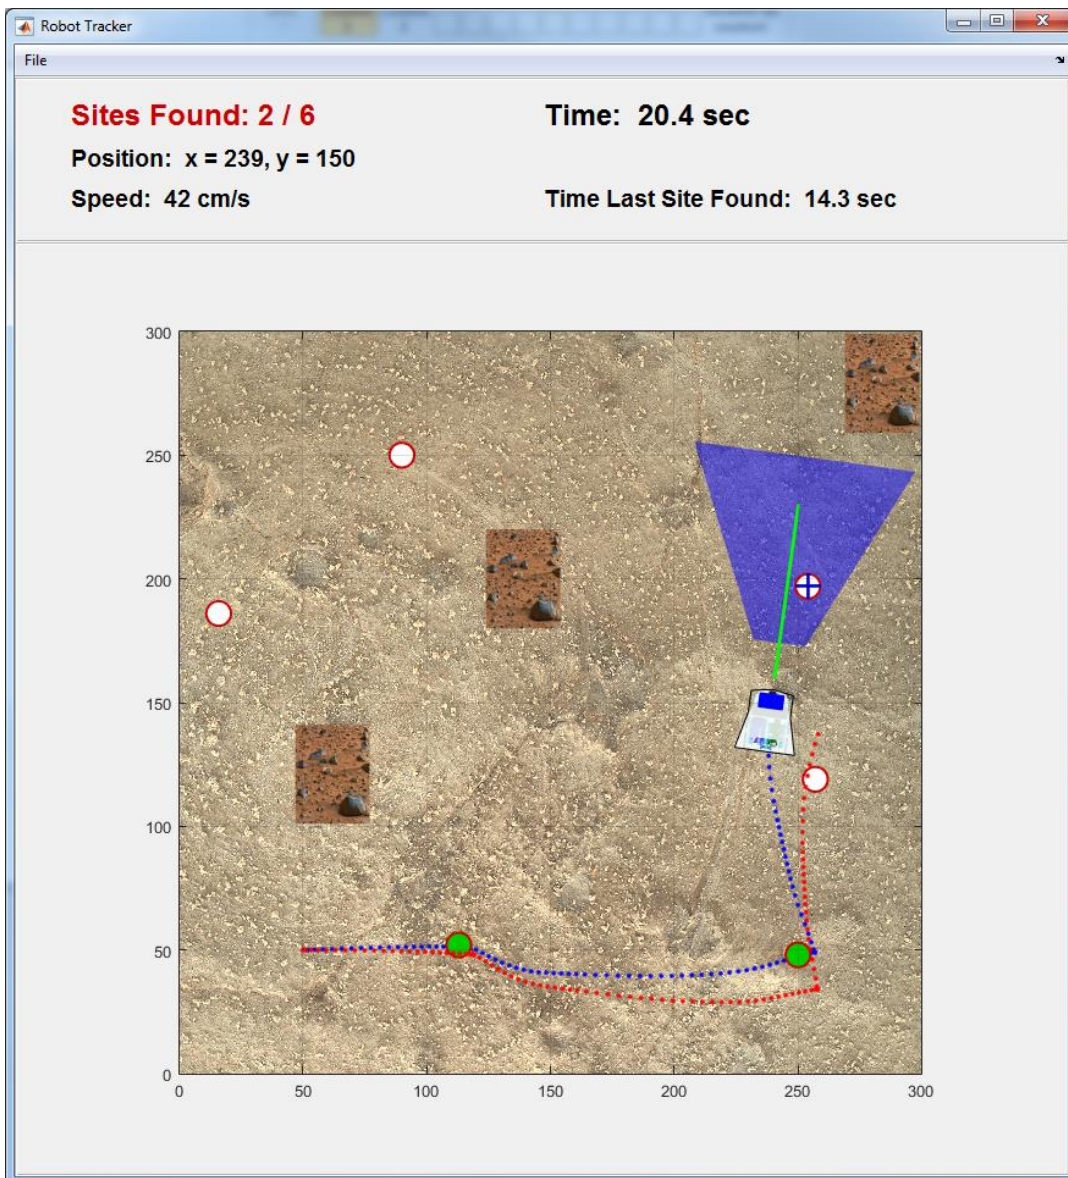 Robot Tracker
File
Sites Found: 2 / 6
Time: 20.4 sec
Position: x = 239, y = 150
Speed: 42 cm/s
Time Last Site Found: 14.3 sec
300
250
200
150
100
50
0
0 50 100 150 200 250 300